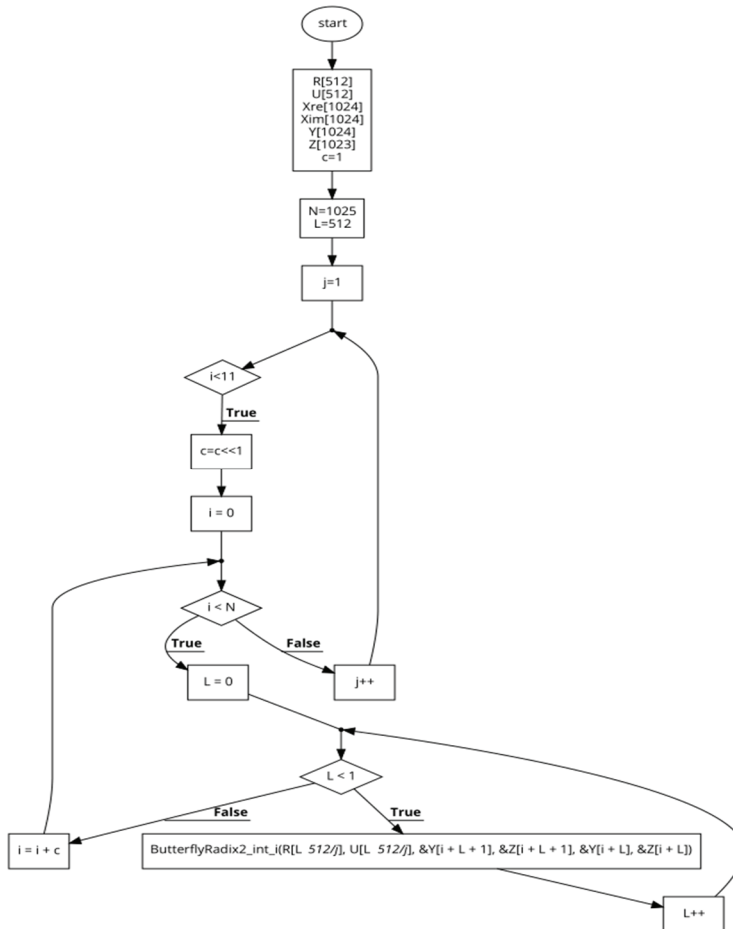 start
R[512]
U[512]
Xre[1024]
Xim[1024]
Y[1024]
Z[1023]
c=1
N=1025
L=512
j=1
i<11
True
c=c<<1
i = 0
i < N
True
False
L = 0
j++
L < 1
False
True
i = i + c
ButterflyRadix2_int_i(R[L 512/j], U[L 512/j], &Y[i + L + 1], &Z[i + L + 1], &Y[i + L], &Z[i + L])
L++